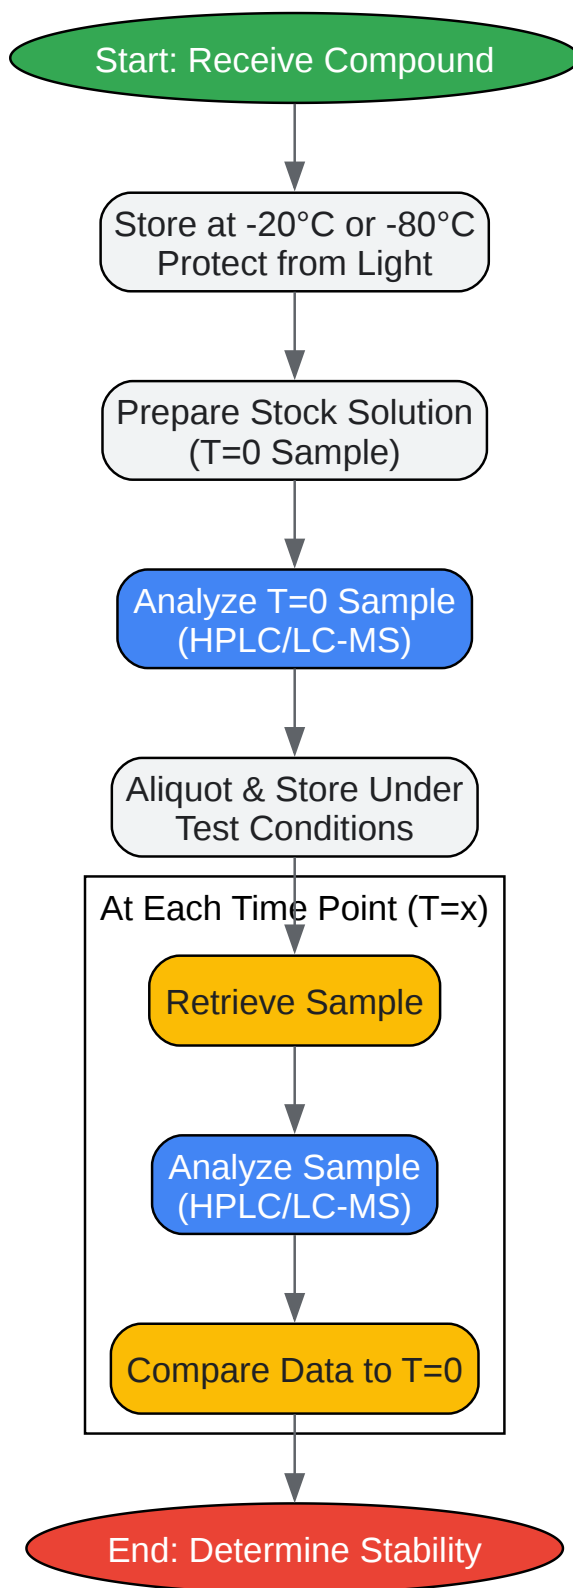 Start: Receive Compound
Store at -20°C or -80°C
Protect from Light
Prepare Stock Solution
(T=0 Sample)
Analyze T=0 Sample
(HPLC/LC-MS)
Aliquot & Store Under
Test Conditions
At Each Time Point (T=x)
Retrieve Sample
Analyze Sample
(HPLC/LC-MS)
Compare Data to T=0
End: Determine Stability